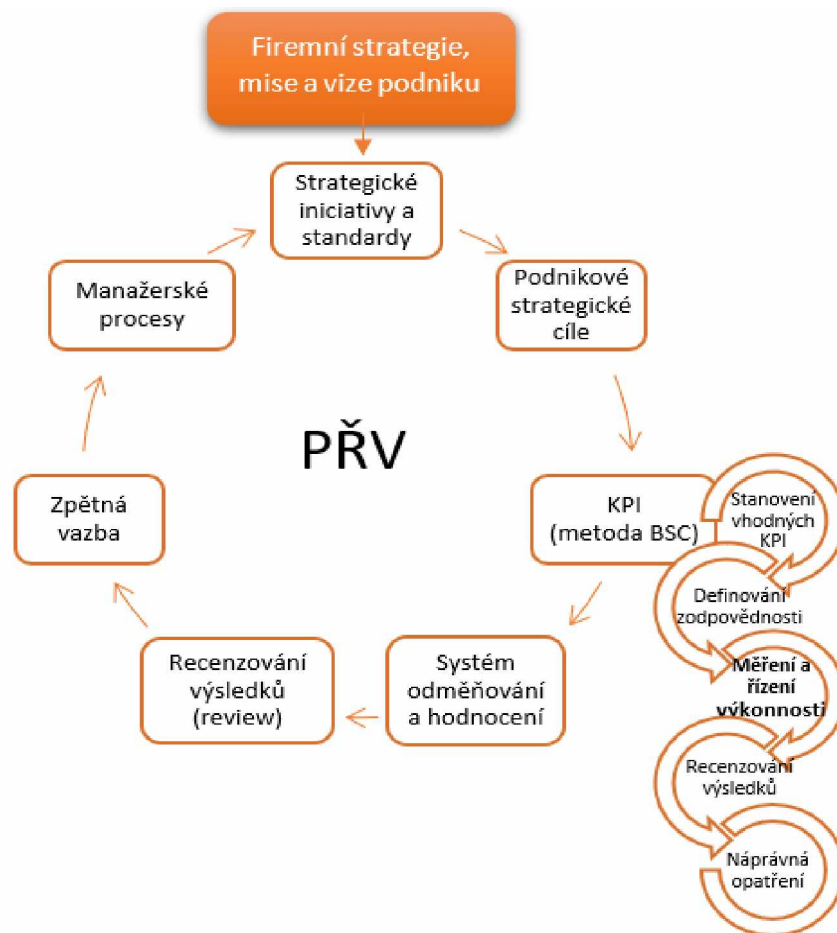 Firemní strategie,
mise a vize podniku
Strategické
iniciativy a
standardy
Manažerské
procesy
Podnikové
strategické
cíle
PŘV
Zpětná
vazba
KPI
(metoda BSC)
Stanovení
vhodných
KPI
Definování
zodpovědnosti
Recenzování
výsledků
(review)
Systém
odměňování
a hodnocení
Měření a
řízení
výkonnosti
Recenzování
výsledků
Náprávná
opatření